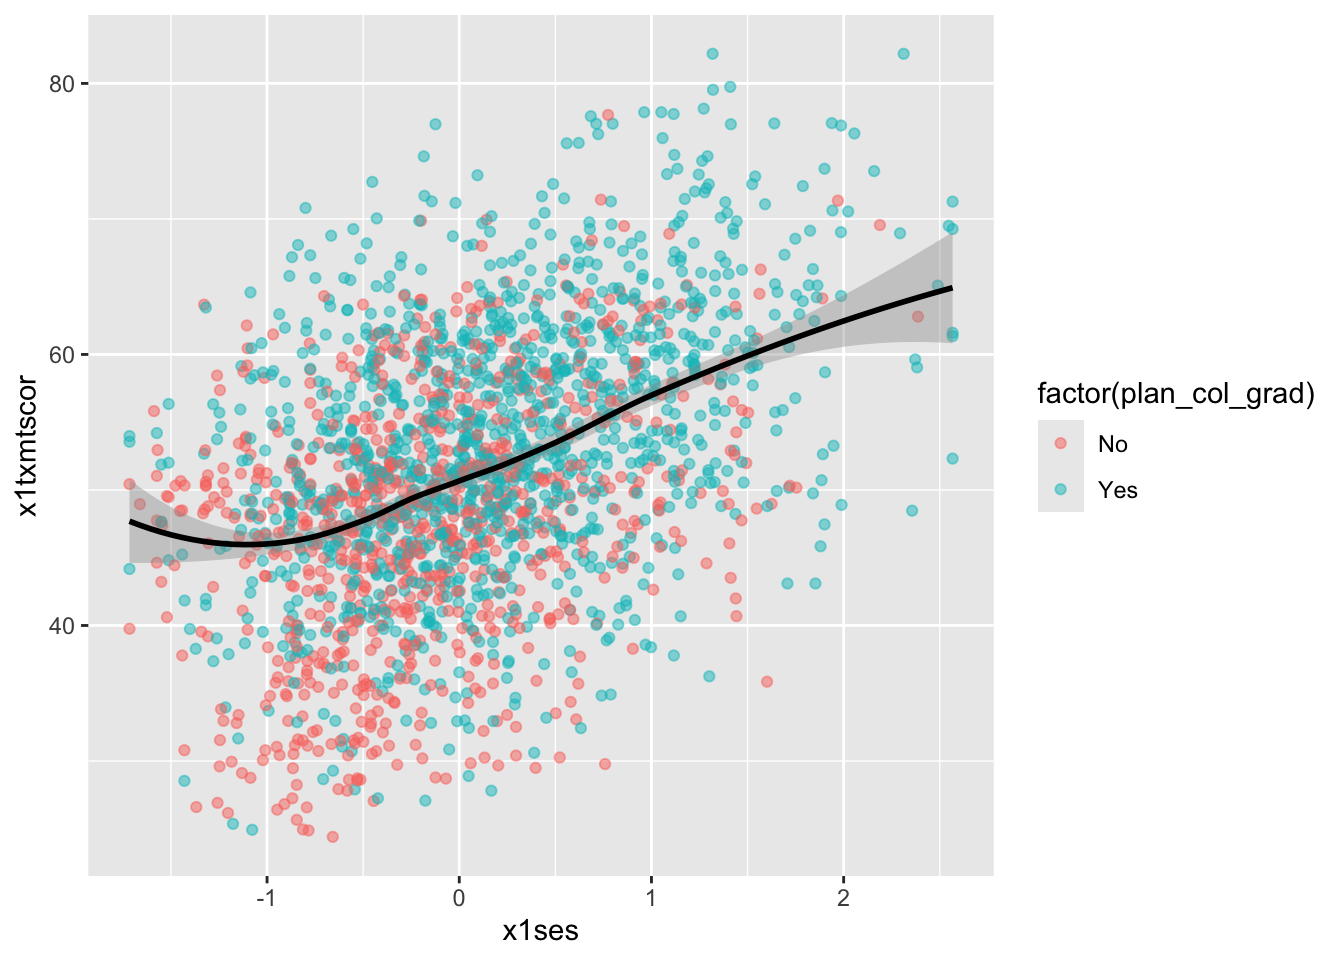 80
60
40
x1txmtscor
-1
0
1
2
x1ses
factor(plan_col_grad)
No
Yes